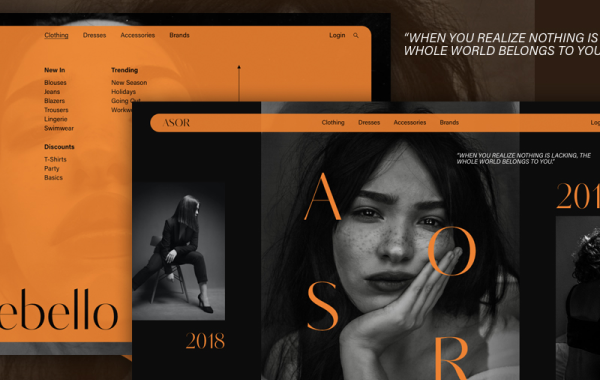 Clothing Dresses Accessories Brands Login
"WHEN YOU REALIZE NOTHING IS
WHOLE WORLD BELONGS TO YOU
New In
Blouses
Jeans
Blazers
Trousers
Lingerie
Swimwear
Discounts
T-Shirts
Party
Basics
Trending
New Season
Holidays
Going Out
ebello
ASOR Clothing Dresses Accessories Brands
"WHEN YOU REALIZE NOTHING IS LACKING, THE
WHOLE WORLD BELONGS TO YOU."
A
O
S
R
2018
201